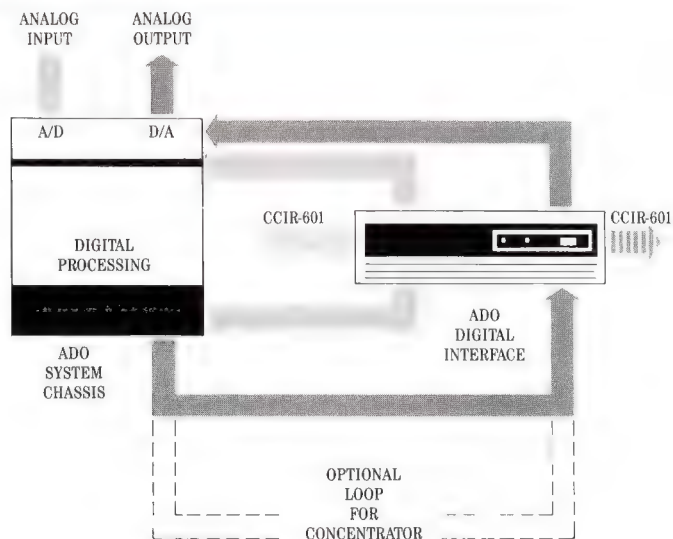 ANALOG
INPUT
ANALOG
OUTPUT
A/D
D/A
CCIR-601
CCIR-601
DIGITAL
PROCESSING
ADO
SYSTEM
CHASSIS
ADO
DIGITAL
INTERFACE
OPTIONAL
LOOP
FOR
CONCENTRATOR